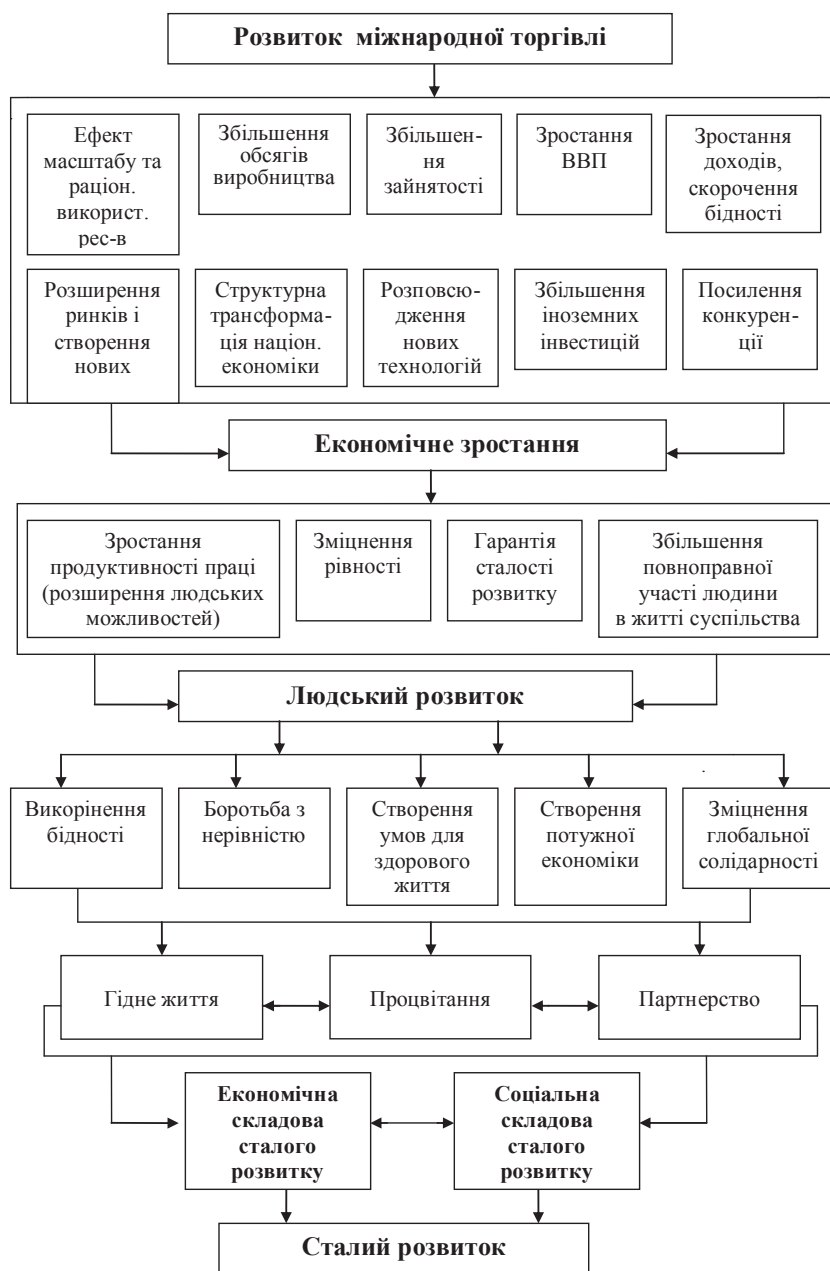 Розвиток міжнародної торгівлі
Ефект
масштабу та
раціон.
використ.
рес-в
Збільшення
обсягів
виробництва
Збільшен-
ня
зайнятості
Зростання
ВВП
Зростання
доходів,
скорочення
бідності
Розширення
ринків і
створення
нових
Структурна
трансформа-
ція націон.
економіки
Розповсю-
дження
нових
технологій
Збільшення
іноземних
інвестицій
Посилення
конкурен-
ції
Економічне зростання
Зростання
продуктивності праці
(розширення людських
можливостей)
Зміцнення
рівності
Гарантія
сталості
розвитку
Збільшення
повноправної
участі людини
в житті суспільства
Людський розвиток
Викорінення
бідності
Боротьба з
нерівністю
Створення
умов для
здорового
життя
Створення
потужної
економіки
Зміцнення
глобальної
солідарності
Гідне життя
Процвітання
Партнерство
Економічна
складова
сталого
розвитку
Соціальна
складова
сталого
розвитку
Сталий розвиток